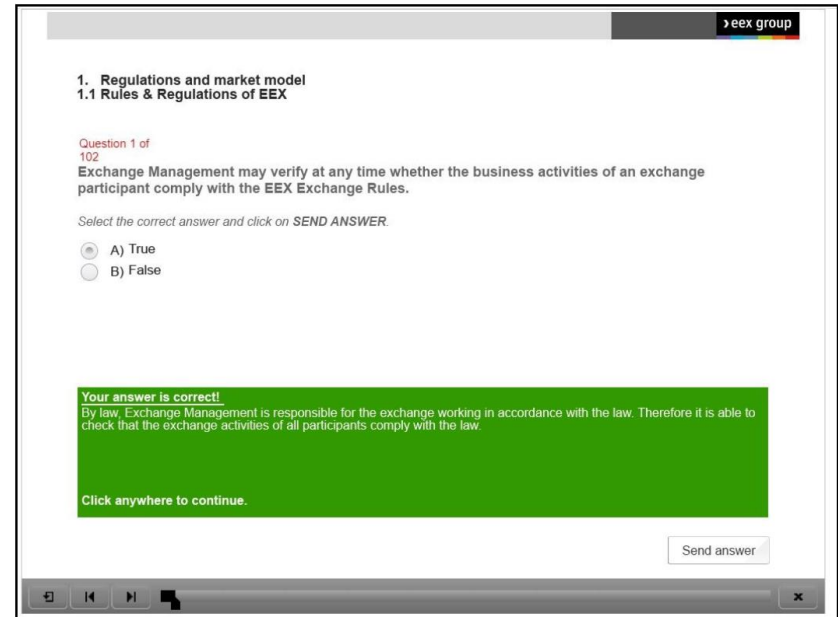 ›eex group
1. Regulations and market model
1.1 Rules & Regulations of EEX
Question 1 of
102
Exchange Management may verify at any time whether the business activities of an exchange
participant comply with the EEX Exchange Rules.
Select the correct answer and click on SEND ANSWER.
A) True
B) False
Your answer is correct!
By law, Exchange Management is responsible for the exchange working in accordance with the law. Therefore it is able to
check that the exchange activities of all participants comply with the law.
Click anywhere to continue.
Send answer